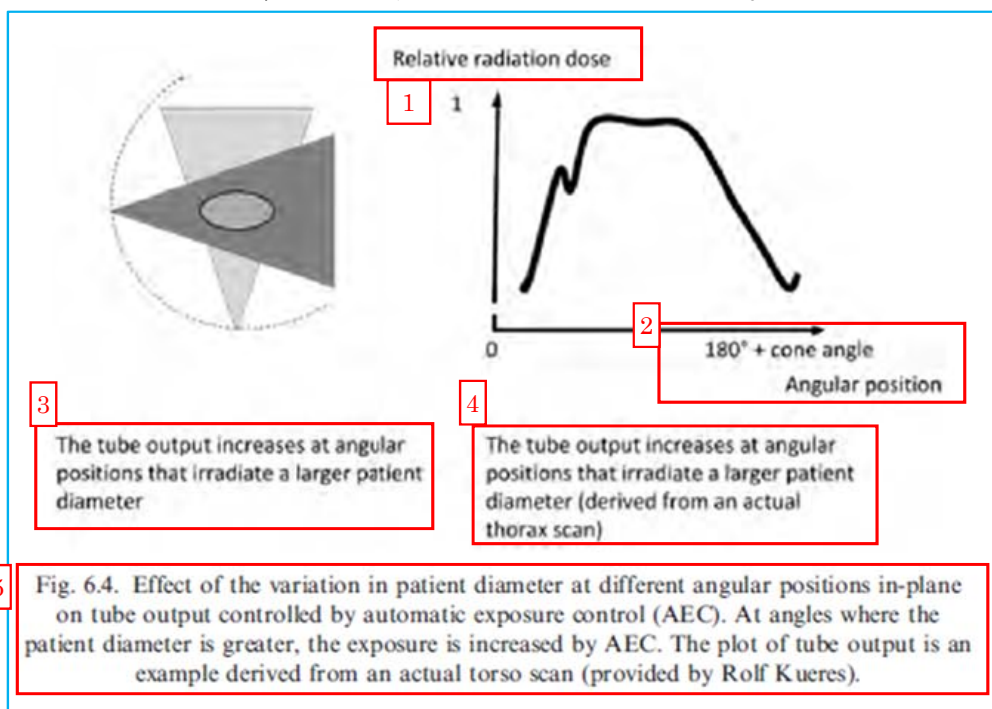 Relative radiation dose
1
1
2
0
180° + cone angle
Angular position
3
The tube output increases at angular
positions that irradiate a larger patient
diameter
4
The tube output increases at angular
positions that irradiate a larger patient
diameter (derived from an actual
thorax scan)
5
Fig. 6.4. Effect of the variation in patient diameter at different angular positions in-plane
on tube output controlled by automatic exposure control (AEC). At angles where the
patient diameter is greater, the exposure is increased by AEC. The plot of tube output is an
example derived from an actual torso scan (provided by Rolf Kueres).